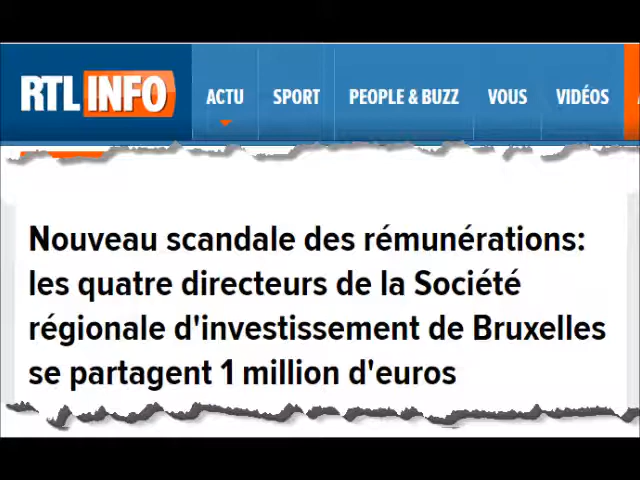 RTL INFO ACTU SPORT PEOPLE & BUZZ VOUS VIDÉOS
Nouveau scandale des rémunérations:
les quatre directeurs de la Société
régionale d'investissement de Bruxelles
se partagent 1 million d'euros